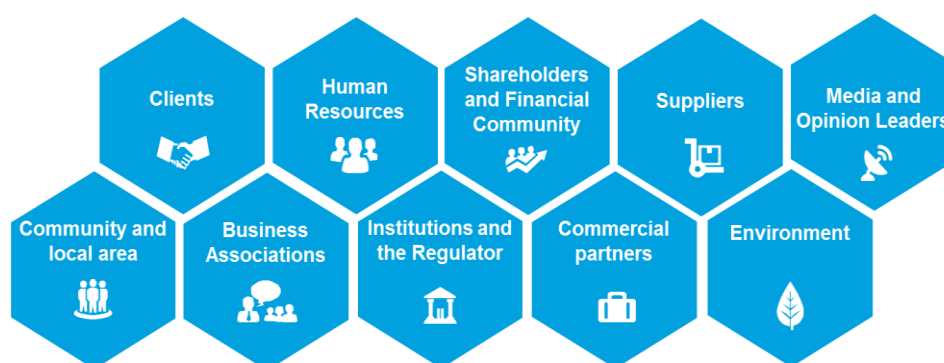 Clients
Human
Resources
Shareholders
and Financial
Community
Suppliers
Media and
Opinion Leaders
Community and
local area
Business
Associations
Institutions and
the Regulator
Commercial
partners
Environment